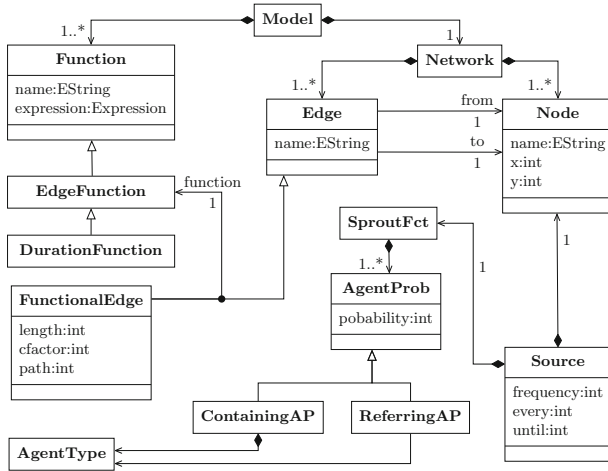 Model
1..*
1
Function
name:EString
expression:Expression
Network
1..*
1..*
Edge
name:EString
from
1
to
1
Node
name:EString
x:int
y:int
EdgeFunction
function
1
DurationFunction
SproutFct
1..*
1
1
FunctionalEdge
length:int
cfactor:int
path:int
AgentProb
pobability:int
Source
frequency:int
every:int
until:int
ContainingAP
ReferringAP
AgentType